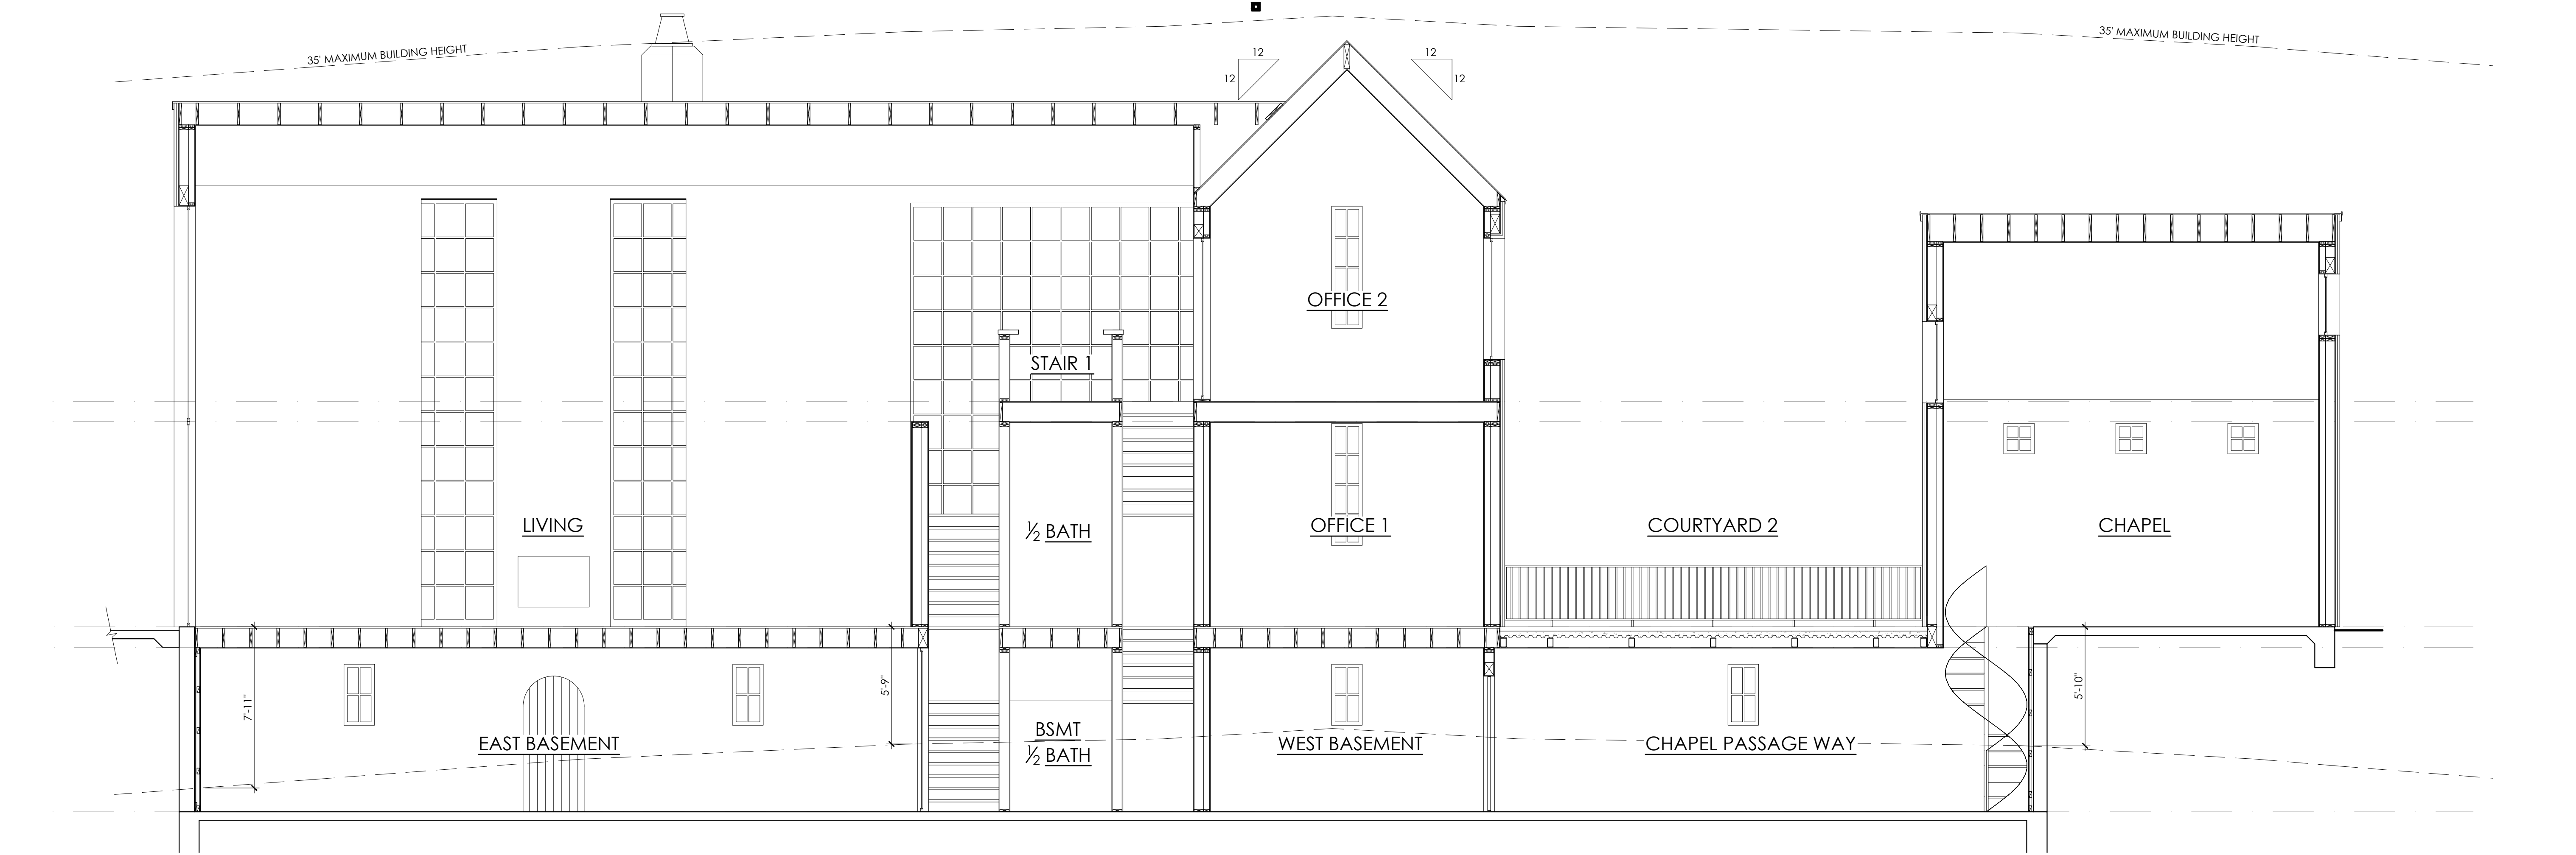 35' MAXIMUM BUILDING HEIGHT
12
12
12
12
35' MAXIMUM BUILDING HEIGHT
OFFICE 2
STAIR 1
LIVING
½ BATH
OFFICE 1
COURTYARD 2
CHAPEL
7'-11"
5'-9"
5'-10"
EAST BASEMENT
BSMT
½ BATH
WEST BASEMENT
CHAPEL PASSAGE WAY